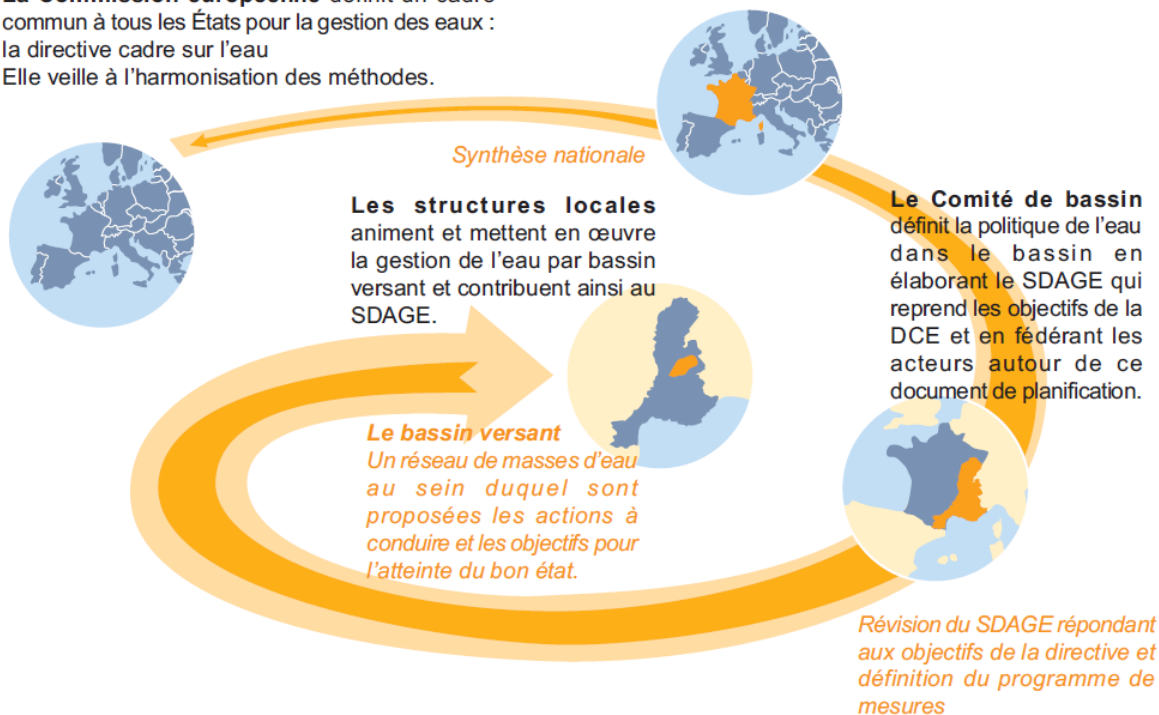 La Commission européenne définit un cadre
commun à tous les États pour la gestion des eaux :
la directive cadre sur l'eau
Elle veille à l'harmonisation des méthodes.
Synthèse nationale
Les structures locales
animent et mettent en œuvre
la gestion de l'eau par bassin
versant et contribuent ainsi au
SDAGE.
Le Comité de bassin
définit la politique de l'eau
dans le bassin en
élaborant le SDAGE qui
reprend les objectifs de la
DCE et en fédérant les
acteurs autour de ce
document de planification.
Le bassin versant
Un réseau de masses d'eau
au sein duquel sont
proposées les actions à
conduire et les objectifs pour
l'atteinte du bon état.
Révision du SDAGE répondant
aux objectifs de la directive et
définition du programme de
mesures